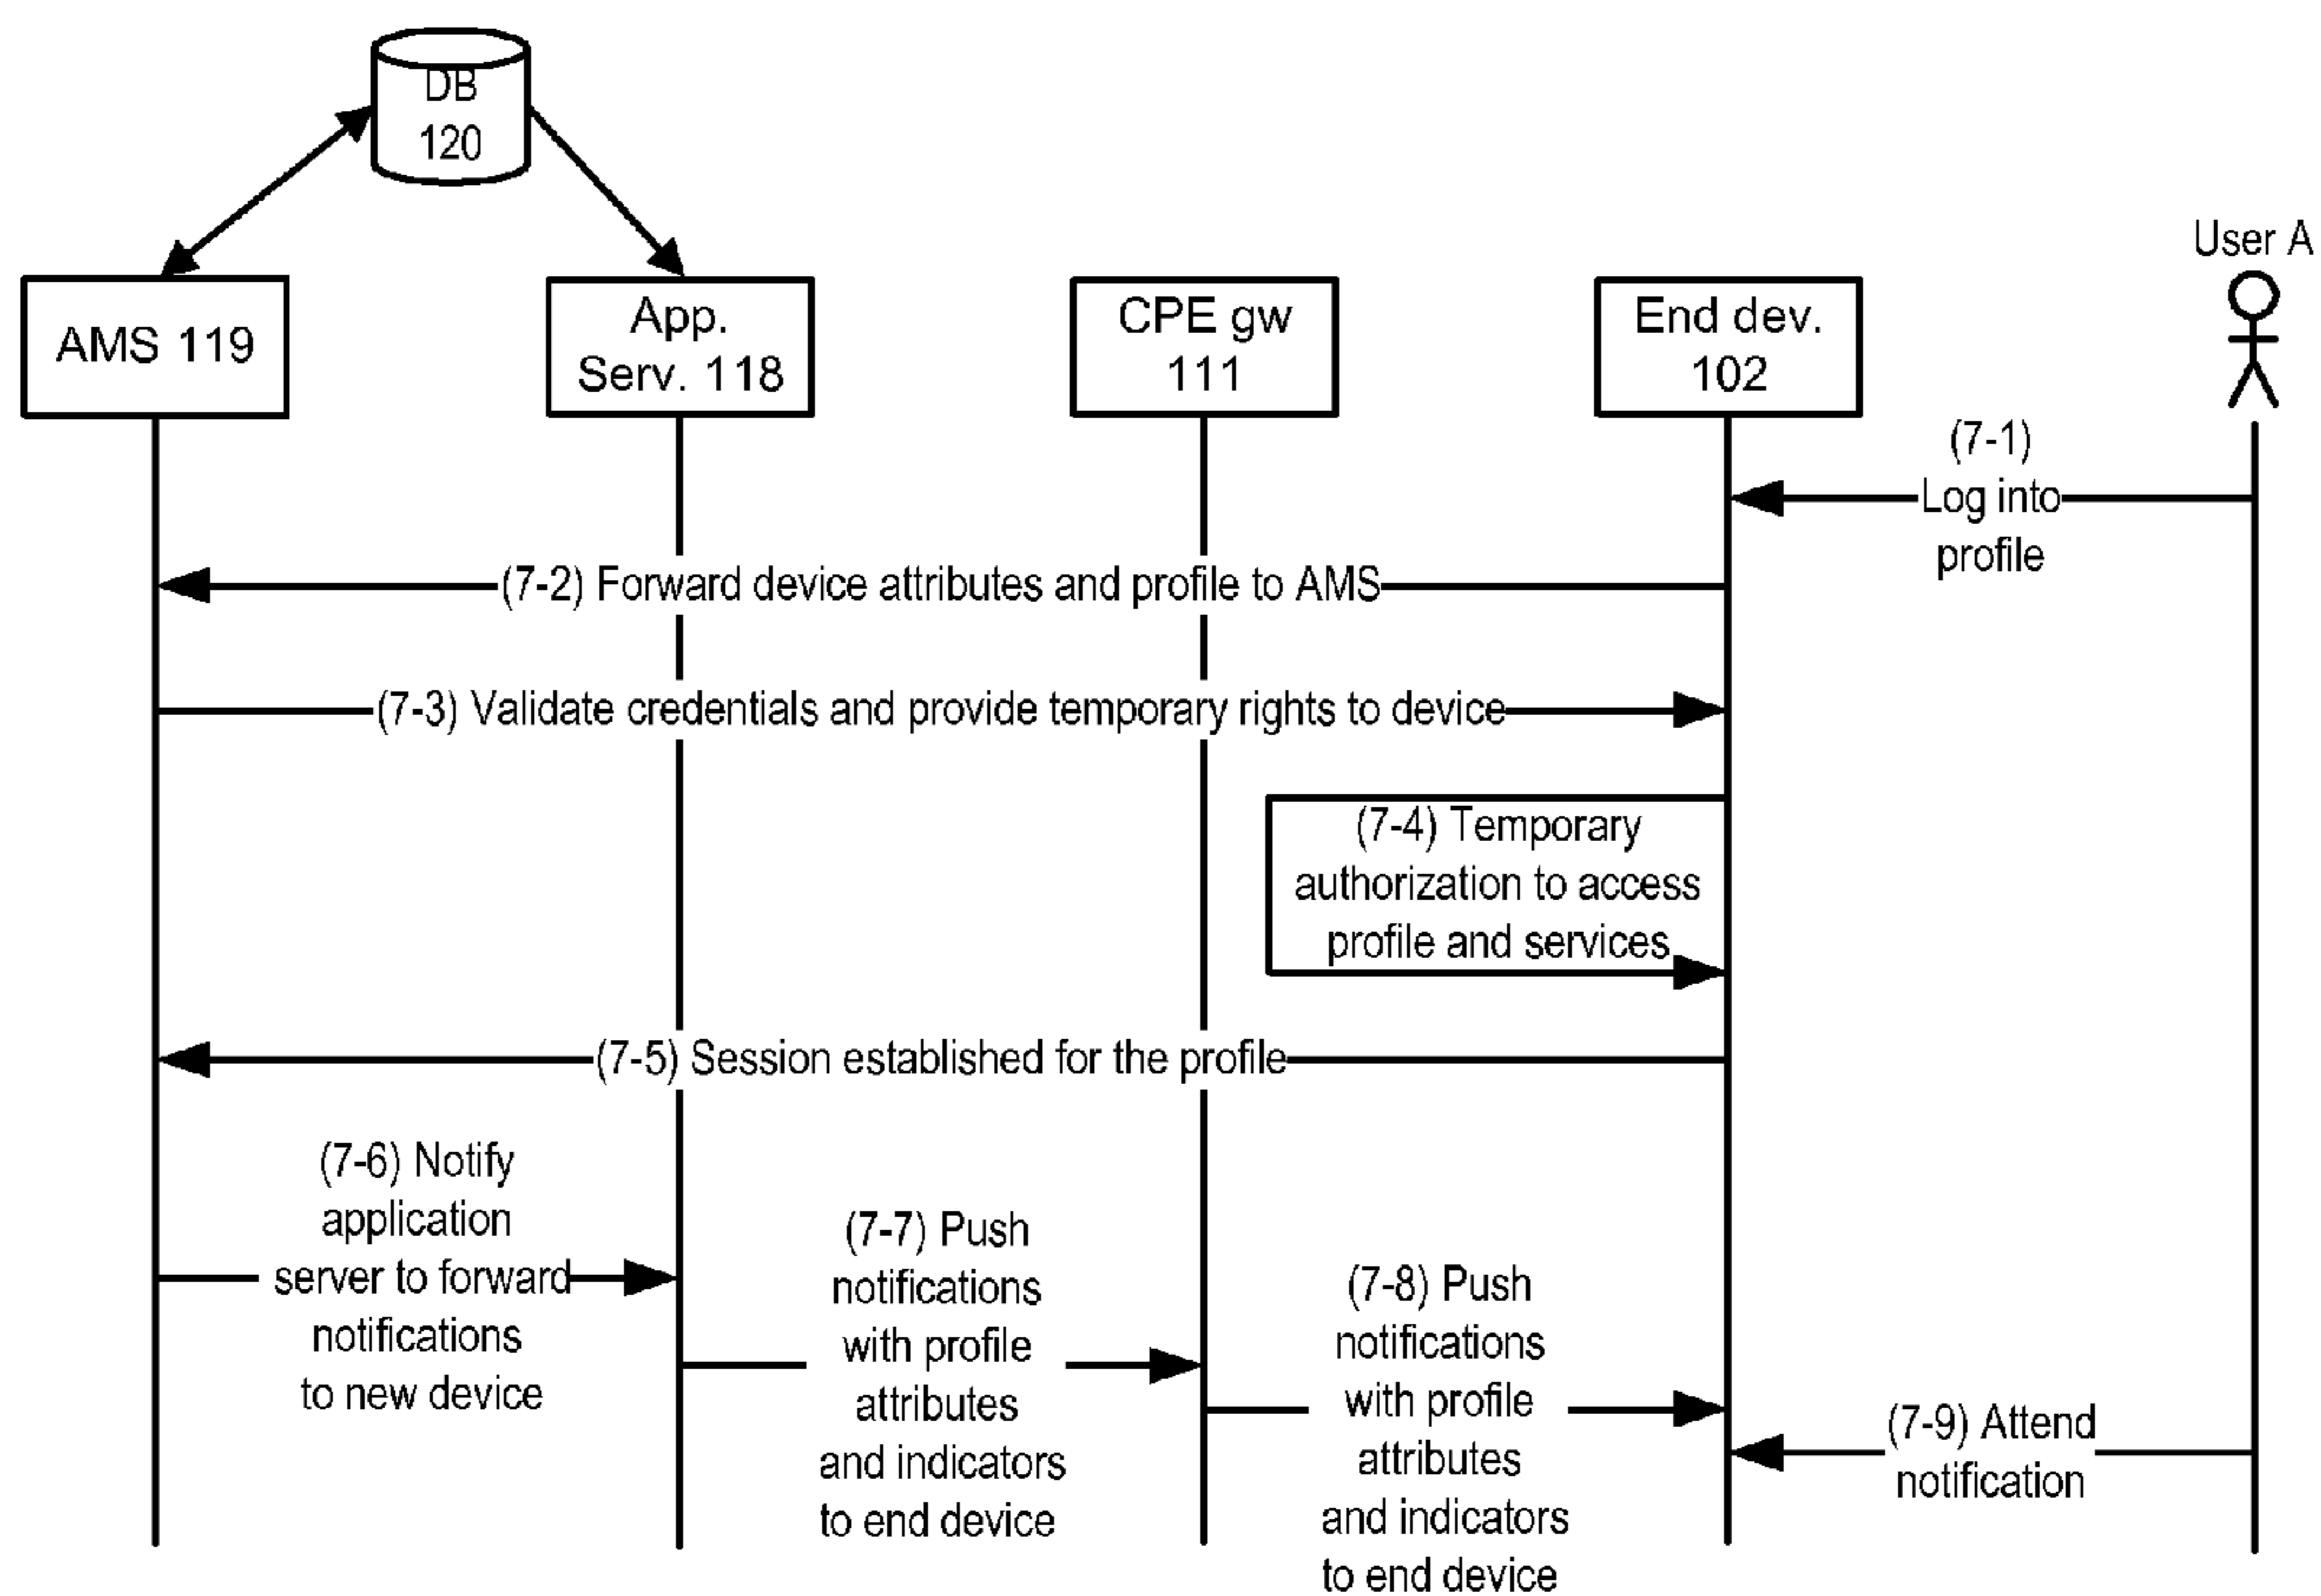 DB
120
User A
AMS 119
App.
Serv. 118
CPE gw
111
End dev.
102
(7-1)
Log into
profile
(7-2) Forward device attributes and profile to AMS
(7-3) Validate credentials and provide temporary rights to device
(7-4) Temporary
authorization to access
profile and services
(7-5) Session established for the profile
(7-6) Notify
application
server to forward
notifications
to new device
(7-7) Push
notifications
with profile
attributes
and indicators
to end device
(7-8) Push
notifications
with profile
attributes
and indicators
to end device
(7-9) Attend
notification